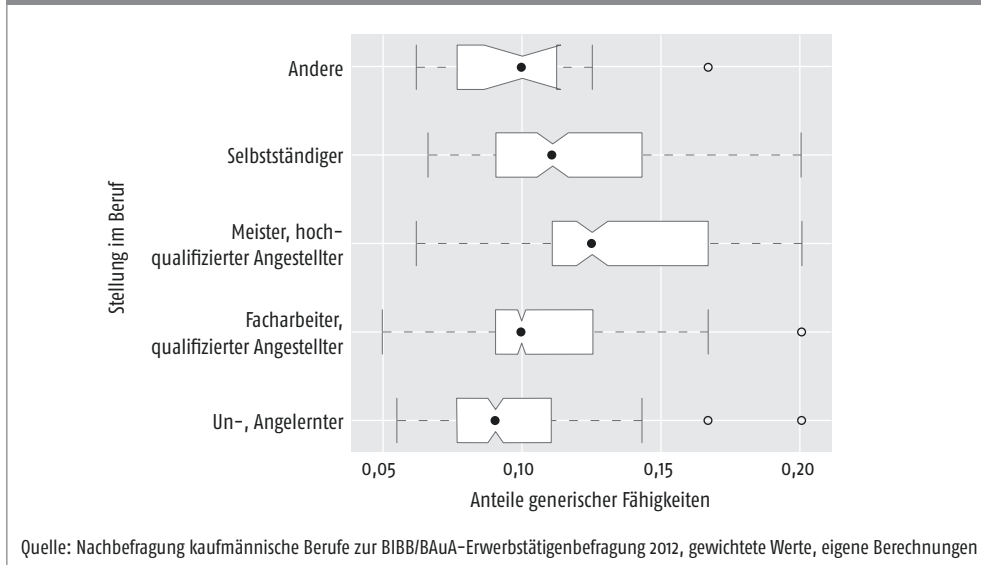 Stellung im Beruf
Andere
Selbstständiger
Meister, hoch-
qualifizierter Angestellter
Facharbeiter,
qualifizierter Angestellter
Un-, Angelernter
0,05 0,10 0,15 0,20
Anteile generischer Fähigkeiten
Quelle: Nachbefragung kaufmännische Berufe zur BIBB/BAuA-Erwerbstätigenbefragung 2012, gewichtete Werte, eigene Berechnungen